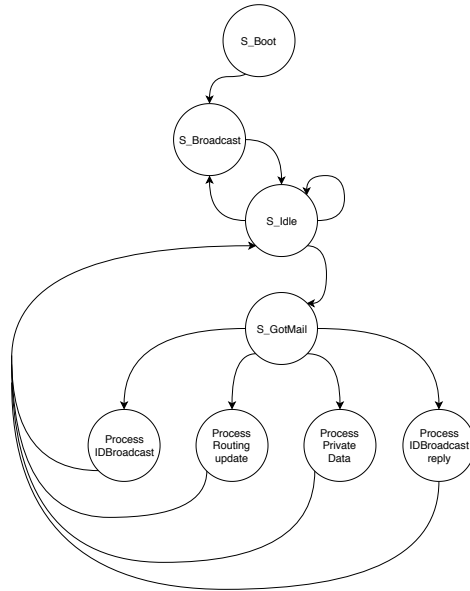 S_Boot
S_Broadcast
S_Idle
S_GotMail
Process
IDBroadcast
Process
Routing
update
Process
Private
Data
Process
IDBroadcast
reply